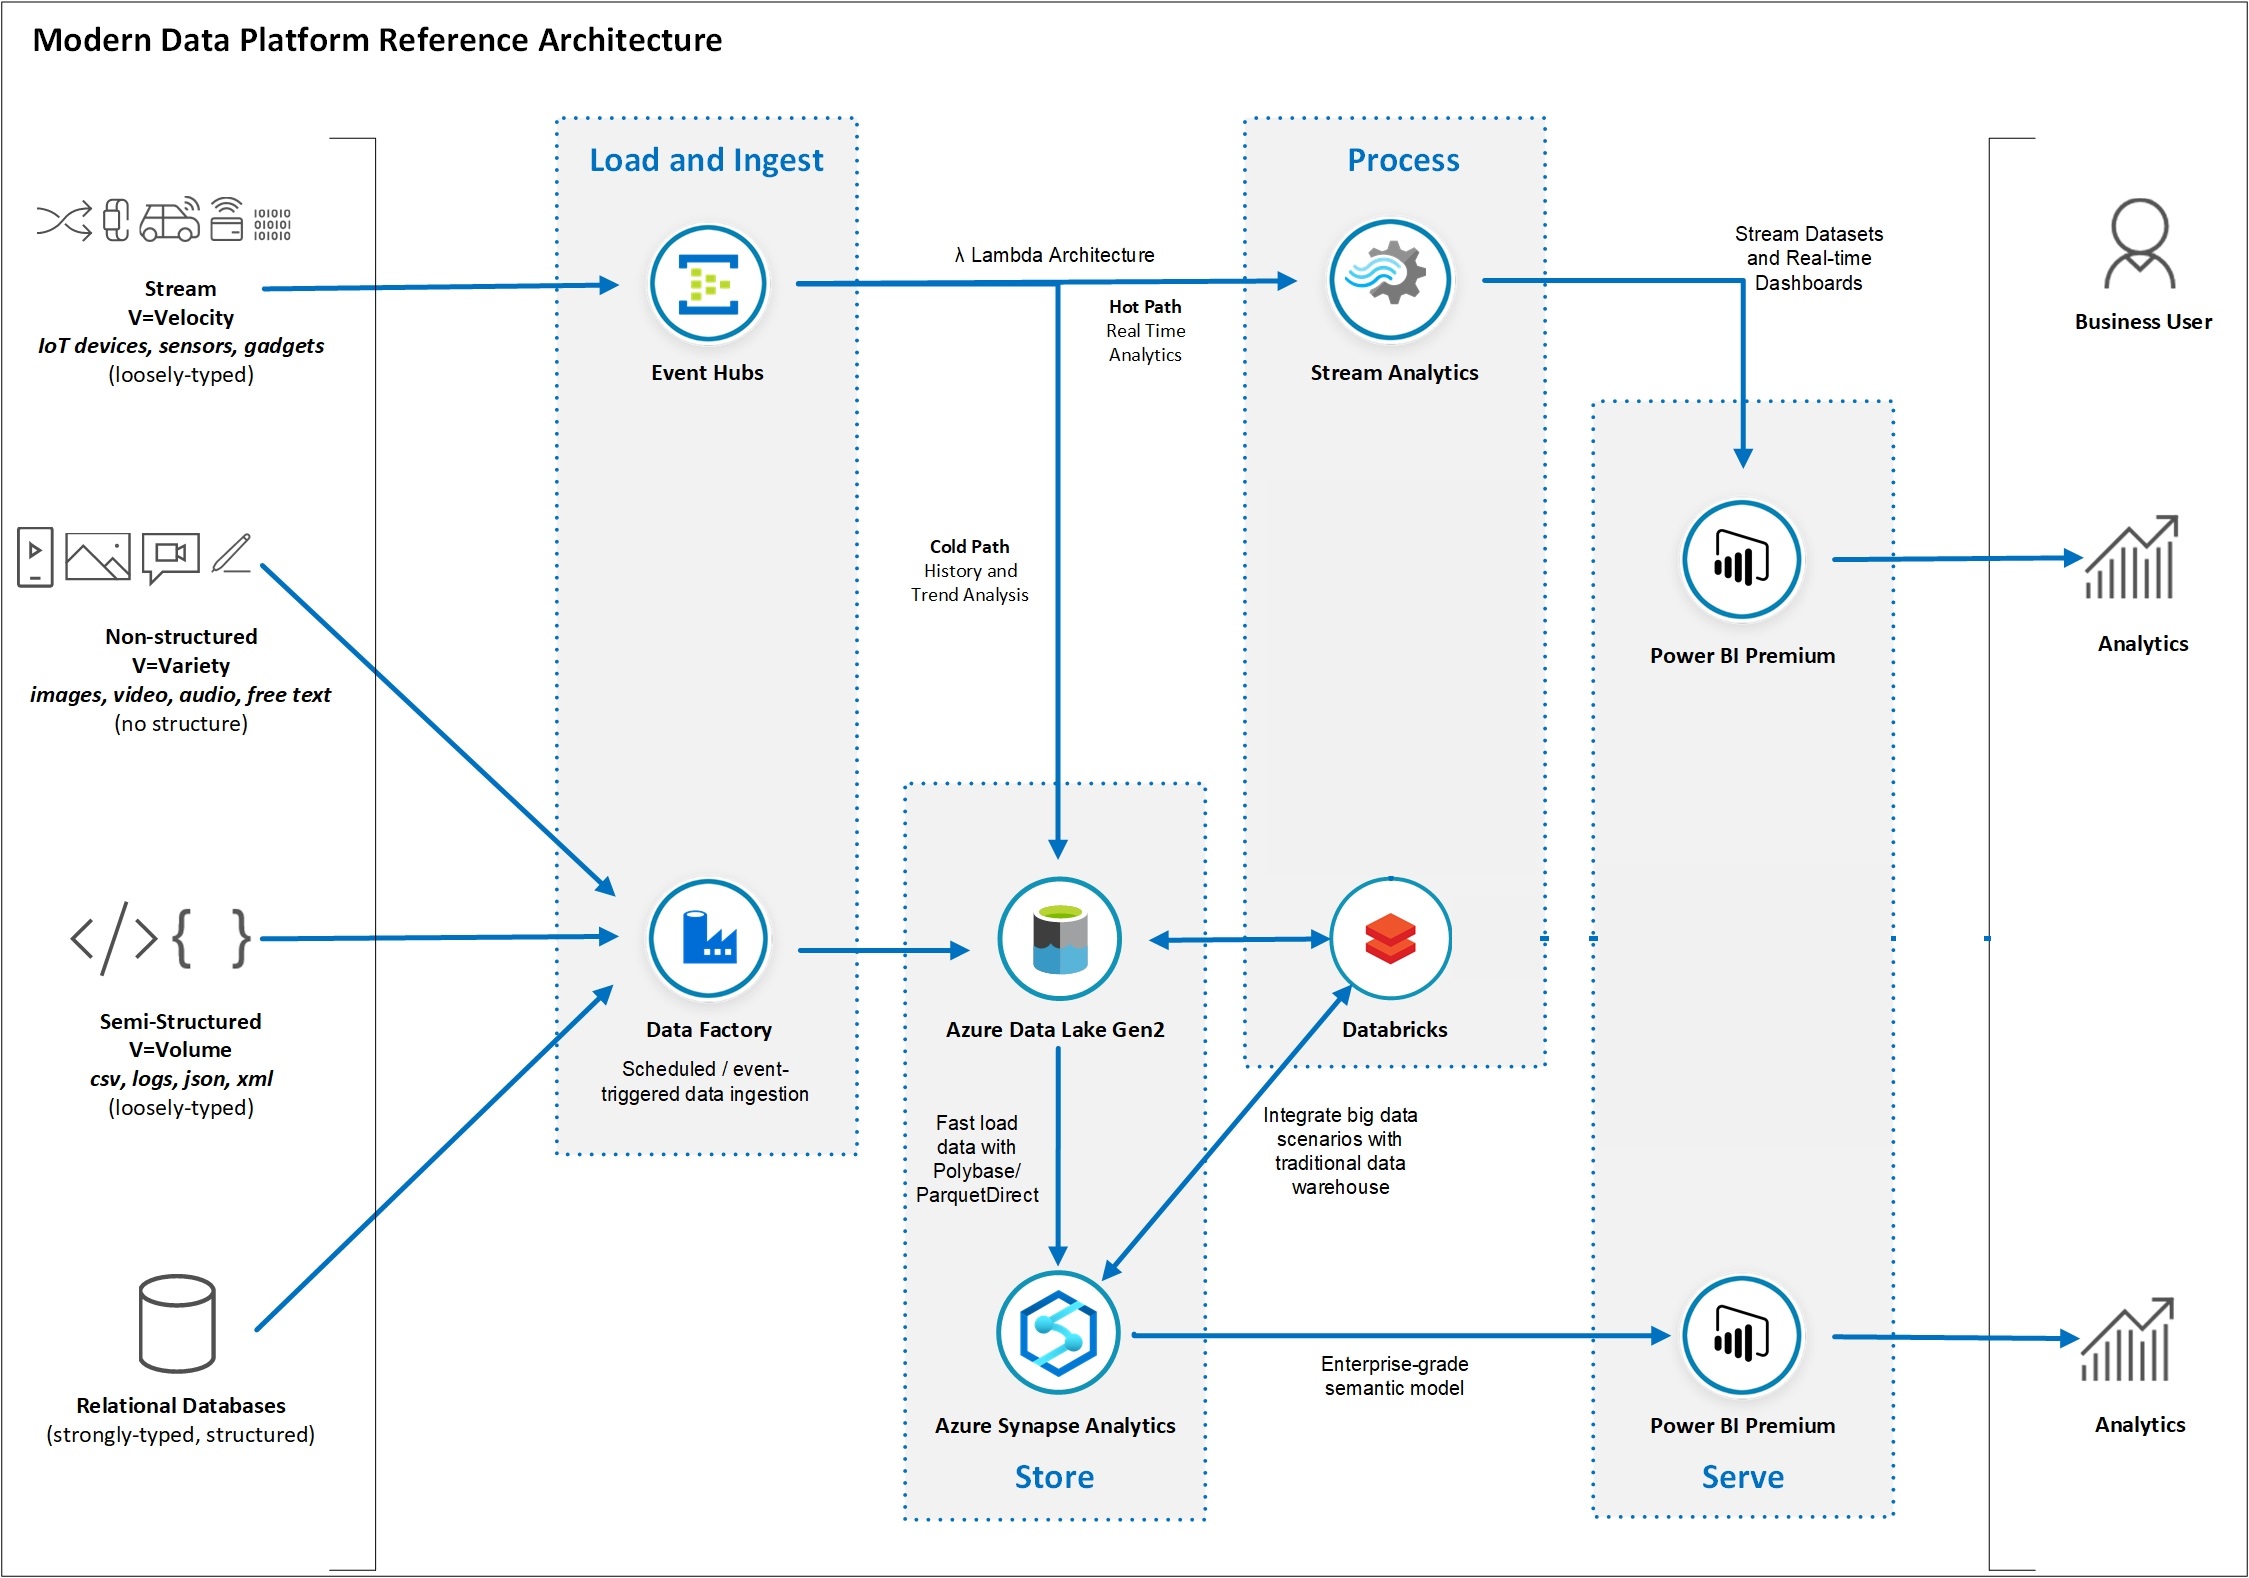 Modern Data Platform Reference Architecture
Stream
V=Velocity
IoT devices, sensors, gadgets
(loosely-typed)
Non-structured
V=Variety
images, video, audio, free text
(no structure)
Semi-Structured
V=Volume
csv, logs, json, xml
(loosely-typed)
Relational Databases
(strongly-typed, structured)
Load and Ingest
Event Hubs
Data Factory
Scheduled / event-
triggered data ingestion
λ Lambda Architecture
Hot Path
Real Time
Analytics
Cold Path
History and
Trend Analysis
Azure Data Lake Gen2
Fast load
data with
Polybase/
ParquetDirect
Azure Synapse Analytics
Store
Process
Stream Analytics
Databricks
Integrate big data
scenarios with
traditional data
warehouse
Enterprise-grade
semantic model
Stream Datasets
and Real-time
Dashboards
Power BI Premium
Power BI Premium
Serve
Business User
Analytics
Analytics
101010
010101
101010